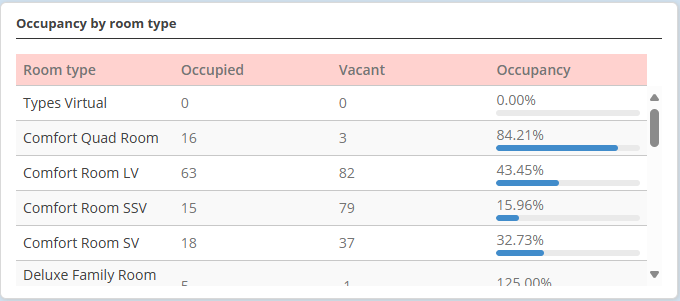 Occupancy by room type
Room type Occupied Vacant Occupancy
Types Virtual 0 0 0.00%
Comfort Quad Room 16 3 84.21%
Comfort Room LV 63 82 43.45%
Comfort Room SSV 15 79 15.96%
Comfort Room SV 18 37 32.73%
Deluxe Family Room
5 -1 125.00%